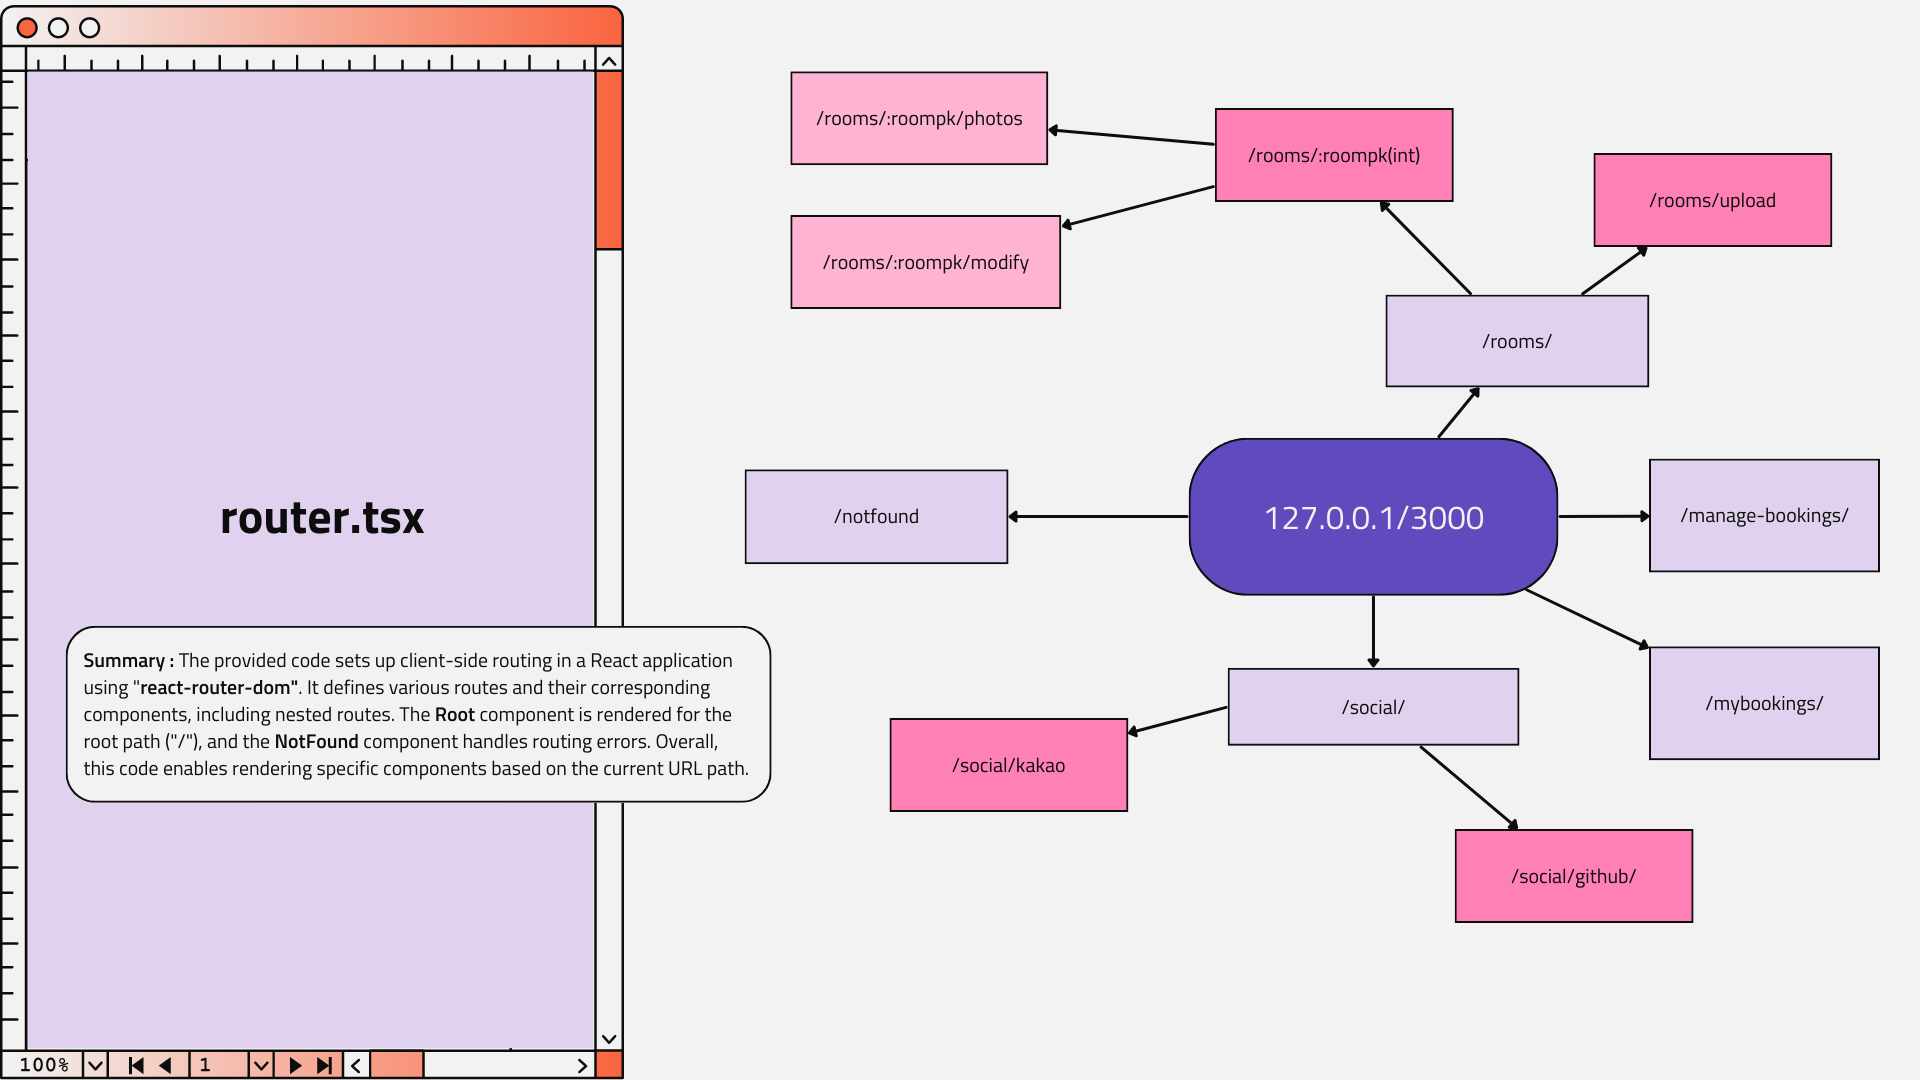 router.tsx
Summary : The provided code sets up client-side routing in a React application
using "react-router-dom". It defines various routes and their corresponding
components, including nested routes. The Root component is rendered for the
root path ("/"), and the NotFound component handles routing errors. Overall,
this code enables rendering specific components based on the current URL path.
100%
1
/rooms/:roompk/photos
/rooms/:roompk(int)
/rooms/upload
/rooms/:roompk/modify
/rooms/
/notfound
127.0.0.1/3000
/manage-bookings/
/social/
/mybookings/
/social/kakao
/social/github/